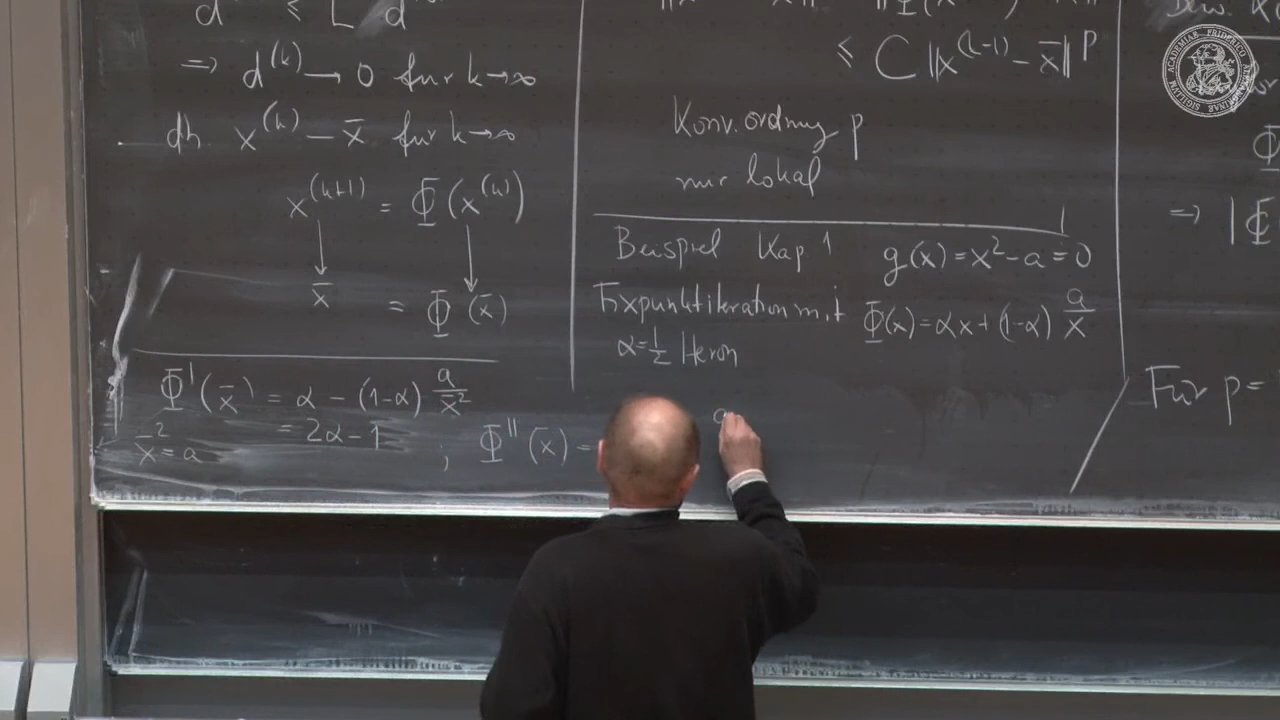 => d^(k) → 0 für k→∞
dh x^(k) → x̄ für k→∞
x^(k+1) = Φ(x^(k))
x̄ = Φ(x̄)
Φ'(x̄) = α - (1-α) a/x̄²
= 2α - 1
x̄² = a
; Φ''(x̄) =
a
≤ C ‖x^(k-1) - x̄‖^p
Konv.ordnung p
nur lokal
Beispiel Kap 1 g(x) = x² - a = 0
Fixpunktiteration mit Φ(x) = αx + (1-α) a/x
α = 1/2 Heron
Φ
=> |Φ
Für p =